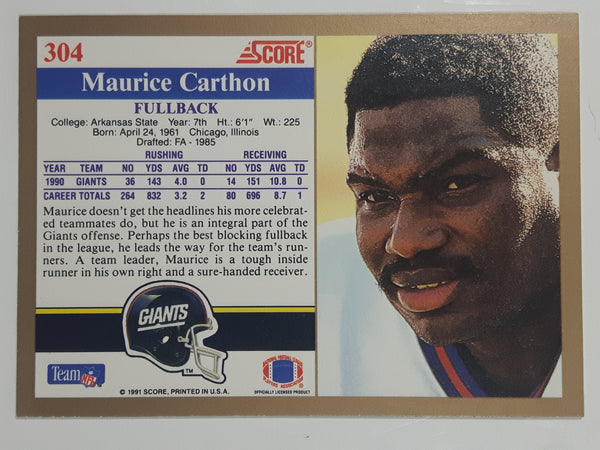 304
SCORE®
Maurice Carthon
FULLBACK
College: Arkansas State Year: 7th Ht.: 6'1" Wt.: 225
Born: April 24, 1961 Chicago, Illinois
Drafted: FA - 1985
RUSHING RECEIVING
YEAR TEAM NO YDS AVG TD NO YDS AVG TD
1990 GIANTS 36 143 4.0 0 14 151 10.8 0
CAREER TOTALS 264 832 3.2 2 80 696 8.7 1
Maurice doesn't get the headlines his more celebrat-
ed teammates do, but he is an integral part of the
Giants offense. Perhaps the best blocking fullback
in the league, he leads the way for the team's run-
ners. A team leader, Maurice is a tough inside
runner in his own right and a sure-handed receiver.
GIANTS
TM
Team NFL
© 1991 SCORE, PRINTED IN U.S.A.
NATIONAL FOOTBALL LEAGUE
PLAYERS ASSOCIATION
OFFICIALLY LICENSED PRODUCT